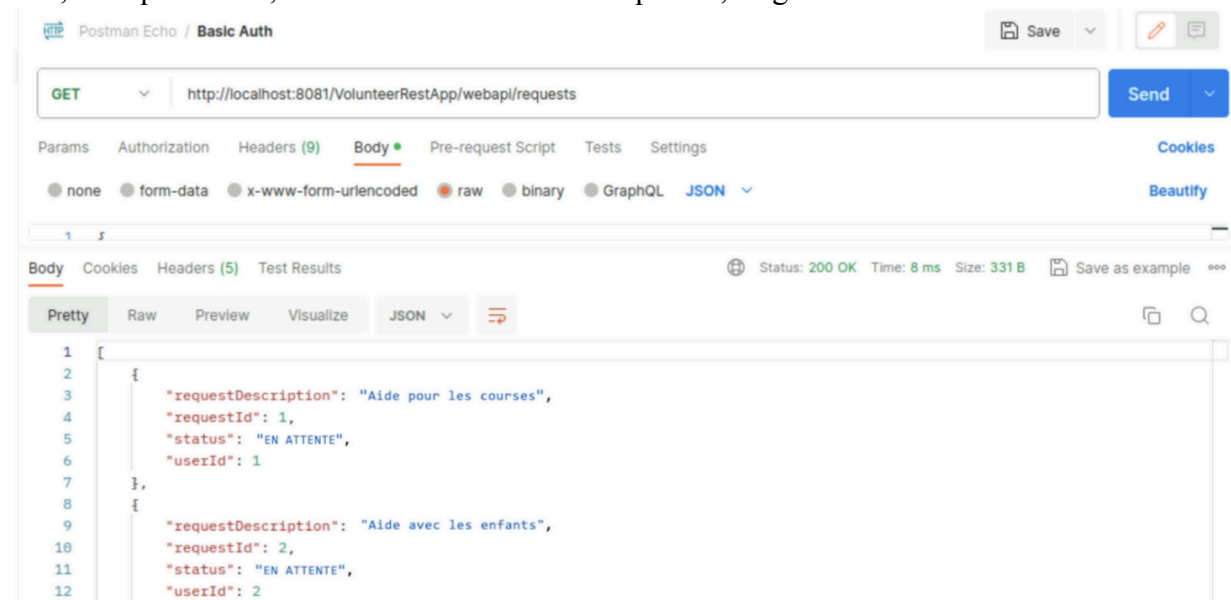 HTTP Postman Echo / Basic Auth Save
GET http://localhost:8081/VolunteerRestApp/webapi/requests Send
Params Authorization Headers (9) Body Pre-request Script Tests Settings Cookies
none form-data x-www-form-urlencoded raw binary GraphQL JSON Beautify
1 {
Body Cookies Headers (5) Test Results Status: 200 OK Time: 8 ms Size: 331 B Save as example
Pretty Raw Preview Visualize JSON
1 [
2 {
3 "requestDescription": "Aide pour les courses",
4 "requestId": 1,
5 "status": "EN ATTENTE",
6 "userId": 1
7 },
8 {
9 "requestDescription": "Aide avec les enfants",
10 "requestId": 2,
11 "status": "EN ATTENTE",
12 "userId": 2